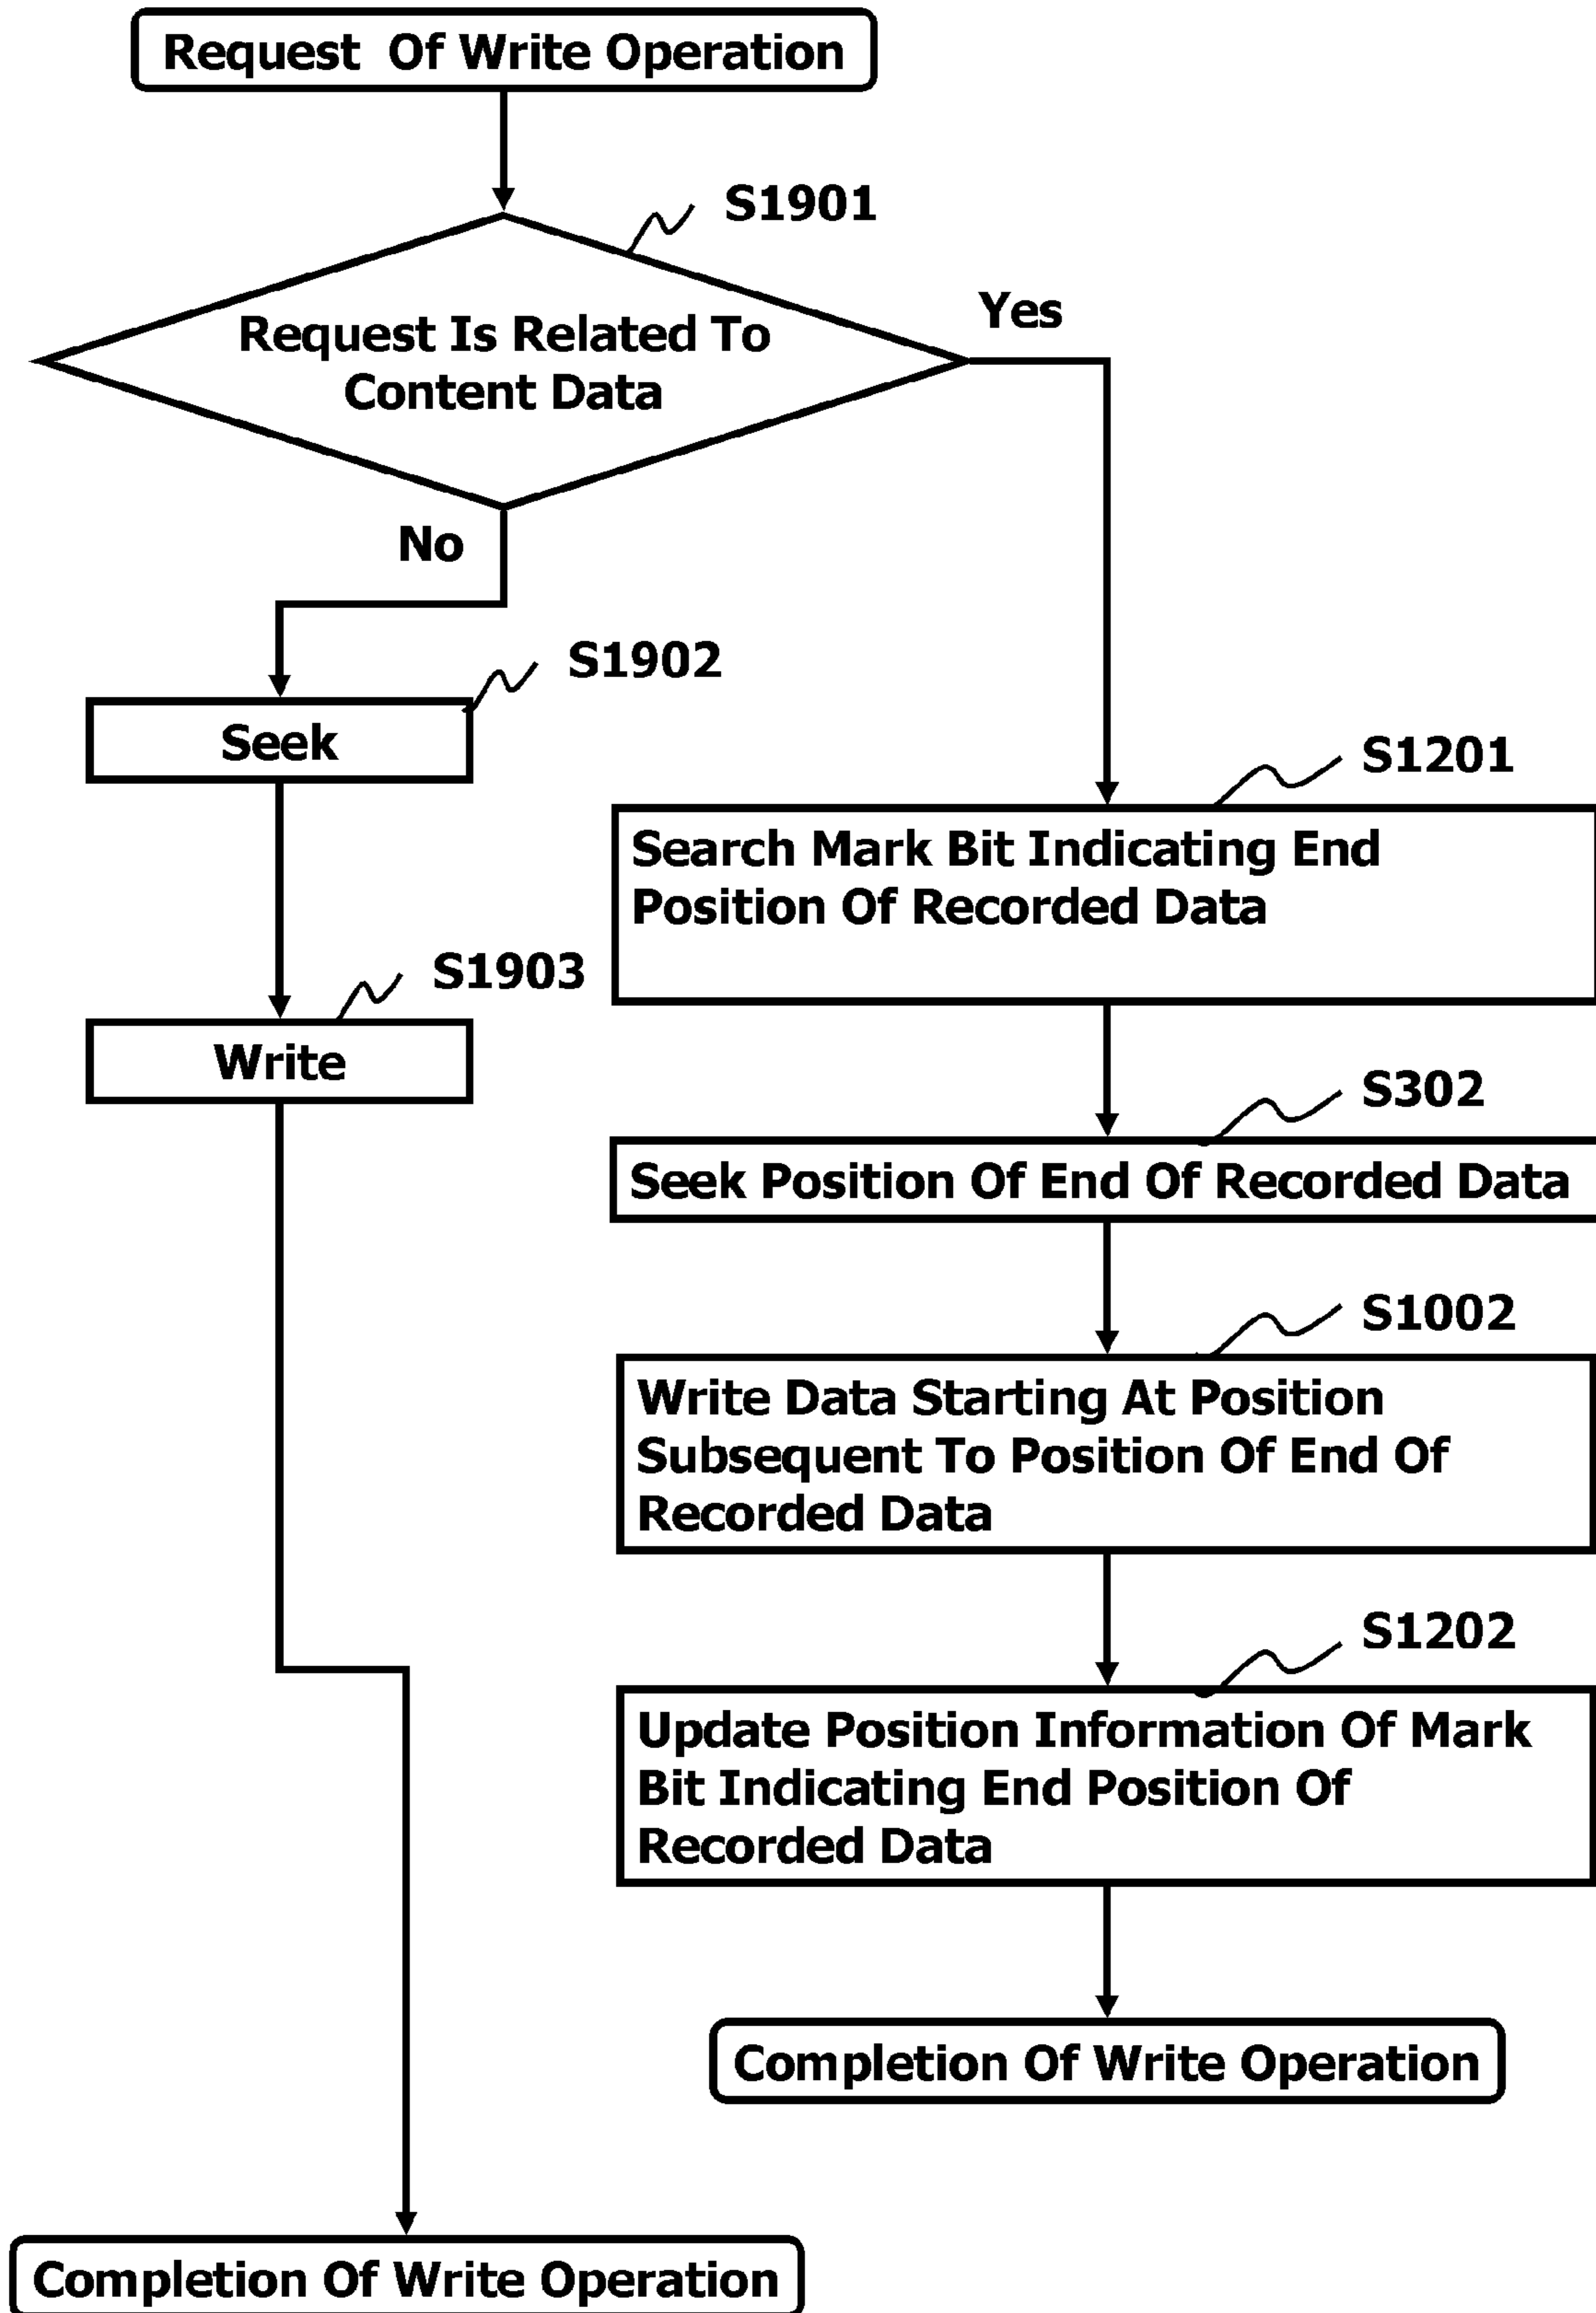 Request Of Write Operation
S1901
Request Is Related To
Content Data
Yes
No
S1902
Seek
S1903
Write
S1201
Search Mark Bit Indicating End
Position Of Recorded Data
S302
Seek Position Of End Of Recorded Data
S1002
Write Data Starting At Position
Subsequent To Position Of End Of
Recorded Data
S1202
Update Position Information Of Mark
Bit Indicating End Position Of
Recorded Data
Completion Of Write Operation
Completion Of Write Operation